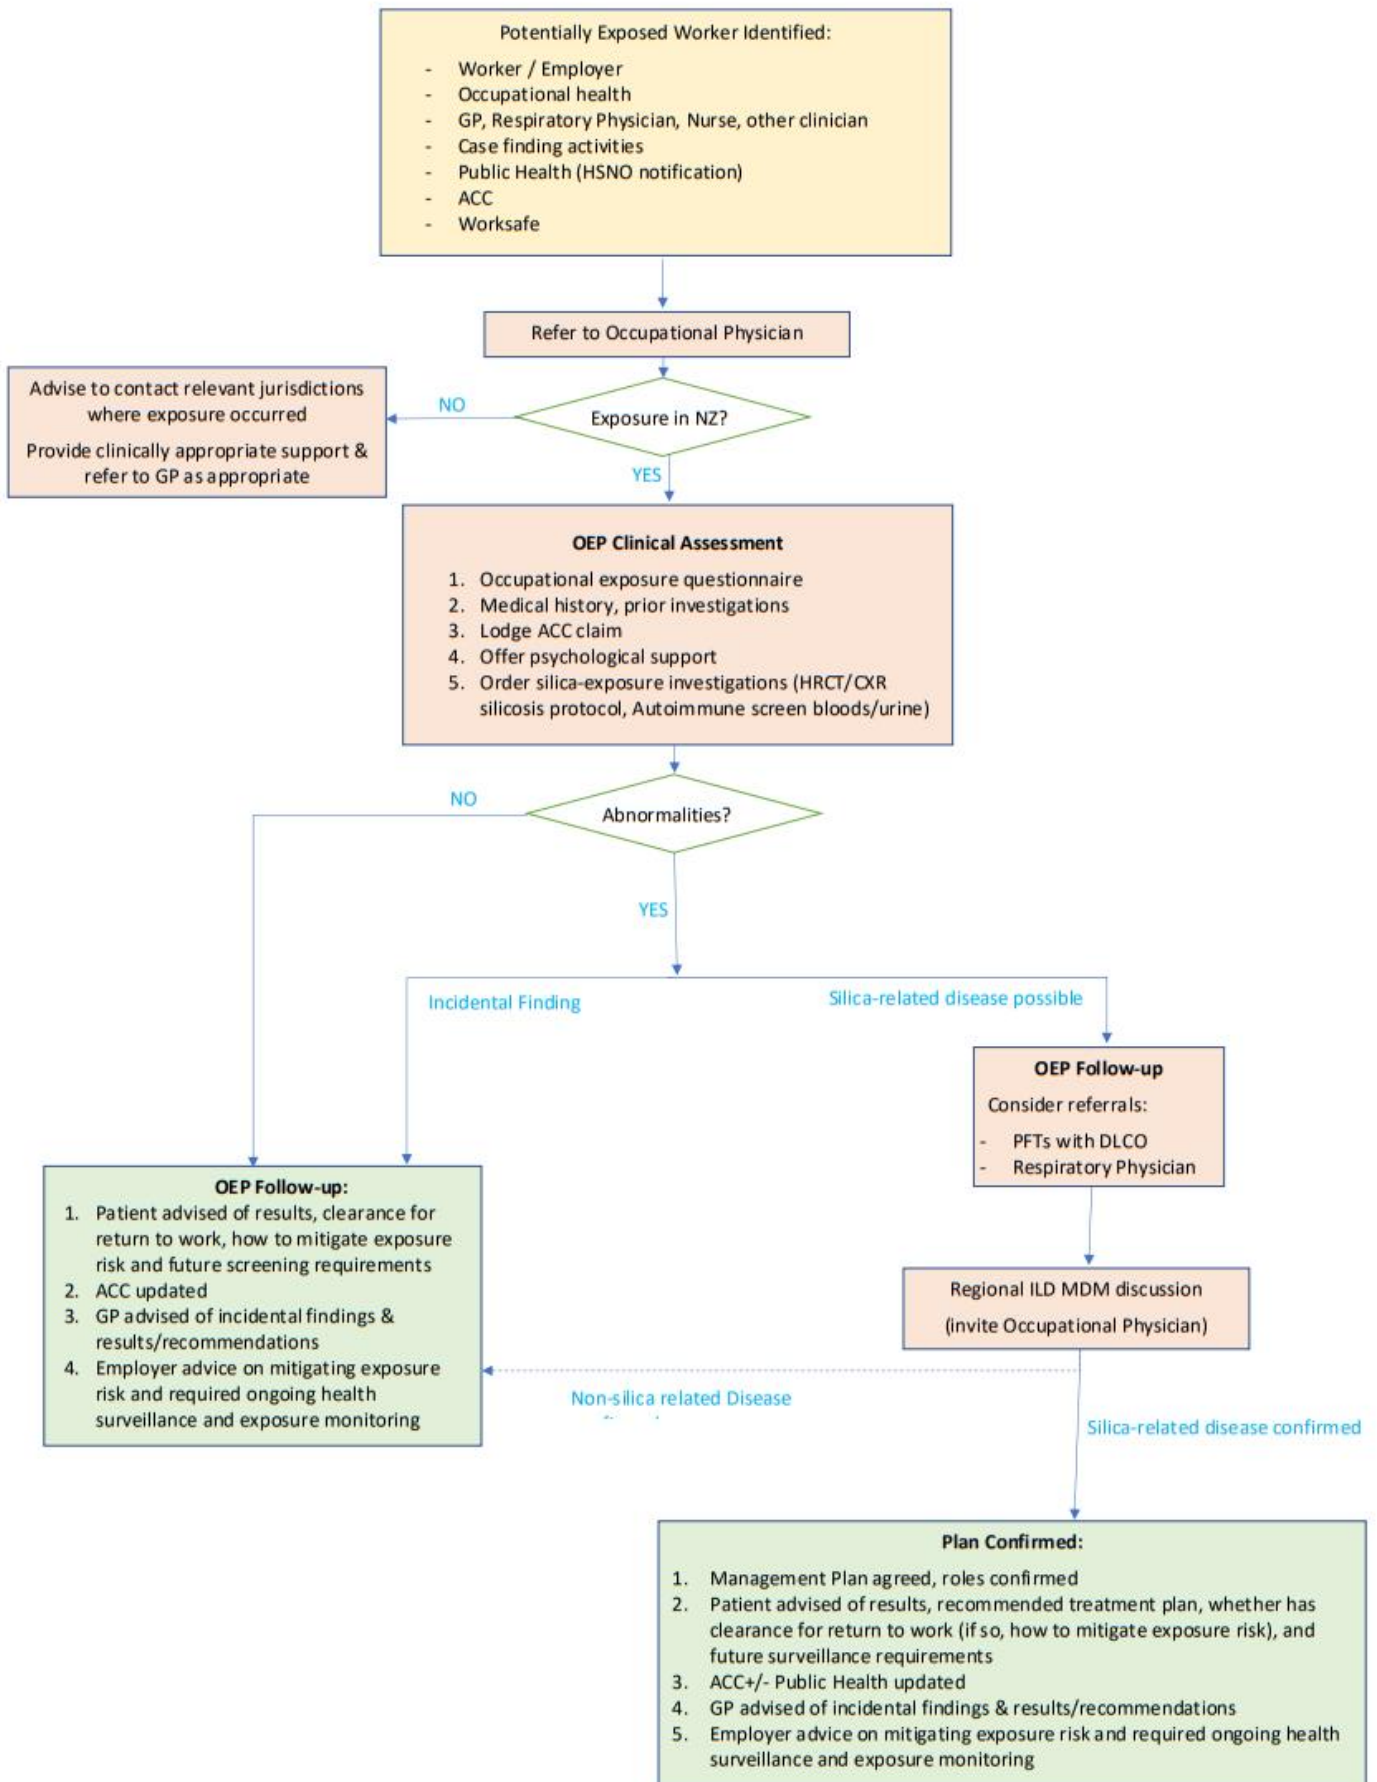 Potentially Exposed Worker Identified:
- Worker / Employer
- Occupational health
- GP, Respiratory Physician, Nurse, other clinician
- Case finding activities
- Public Health (HSNO notification)
- ACC
- Worksafe
Refer to Occupational Physician
Exposure in NZ?
NO
Advise to contact relevant jurisdictions
where exposure occurred
Provide clinically appropriate support &
refer to GP as appropriate
YES
OEP Clinical Assessment
1. Occupational exposure questionnaire
2. Medical history, prior investigations
3. Lodge ACC claim
4. Offer psychological support
5. Order silica-exposure investigations (HRCT/CXR
silicosis protocol, Autoimmune screen bloods/urine)
Abnormalities?
NO
YES
Incidental Finding
Silica-related disease possible
OEP Follow-up
Consider referrals:
- PFTs with DLCO
- Respiratory Physician
OEP Follow-up:
1. Patient advised of results, clearance for
return to work, how to mitigate exposure
risk and future screening requirements
2. ACC updated
3. GP advised of incidental findings &
results/recommendations
4. Employer advice on mitigating exposure
risk and required ongoing health
surveillance and exposure monitoring
Regional ILD MDM discussion
(invite Occupational Physician)
Non-silica related Disease
Silica-related disease confirmed
Plan Confirmed:
1. Management Plan agreed, roles confirmed
2. Patient advised of results, recommended treatment plan, whether has
clearance for return to work (if so, how to mitigate exposure risk), and
future surveillance requirements
3. ACC+/- Public Health updated
4. GP advised of incidental findings & results/recommendations
5. Employer advice on mitigating exposure risk and required ongoing health
surveillance and exposure monitoring